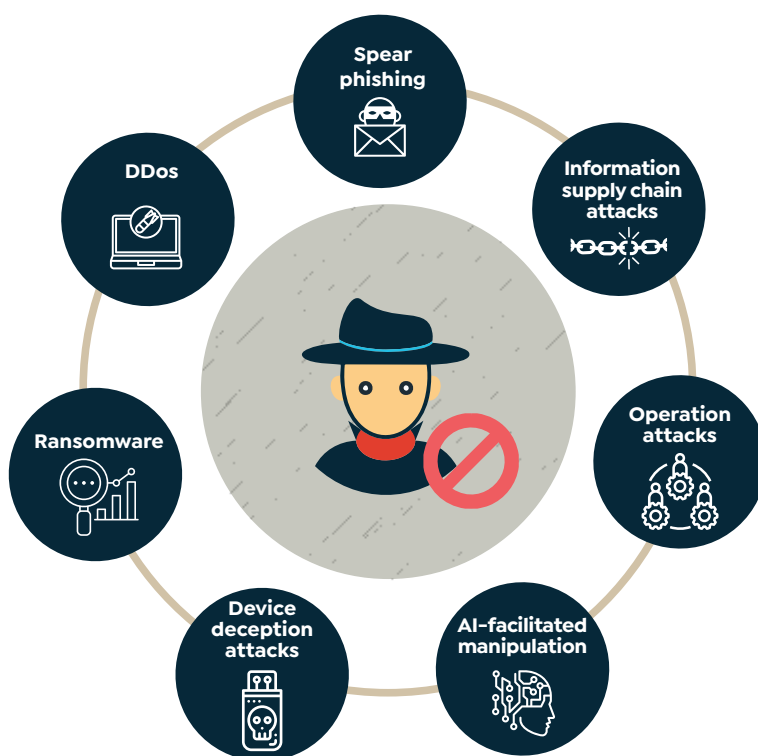 Spear
phishing
Information
supply chain
attacks
Operation
attacks
AI-facilitated
manipulation
Device
deception
attacks
Ransomware
DDos